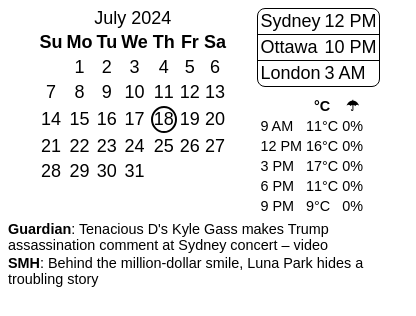 July 2024
Su Mo Tu We Th Fr Sa
1 2 3 4 5 6
7 8 9 10 11 12 13
14 15 16 17 18 19 20
21 22 23 24 25 26 27
28 29 30 31
Sydney 12 PM
Ottawa 10 PM
London 3 AM
°C ☂
9 AM 11°C 0%
12 PM 16°C 0%
3 PM 17°C 0%
6 PM 11°C 0%
9 PM 9°C 0%
Guardian: Tenacious D's Kyle Gass makes Trump
assassination comment at Sydney concert – video
SMH: Behind the million-dollar smile, Luna Park hides a
troubling story